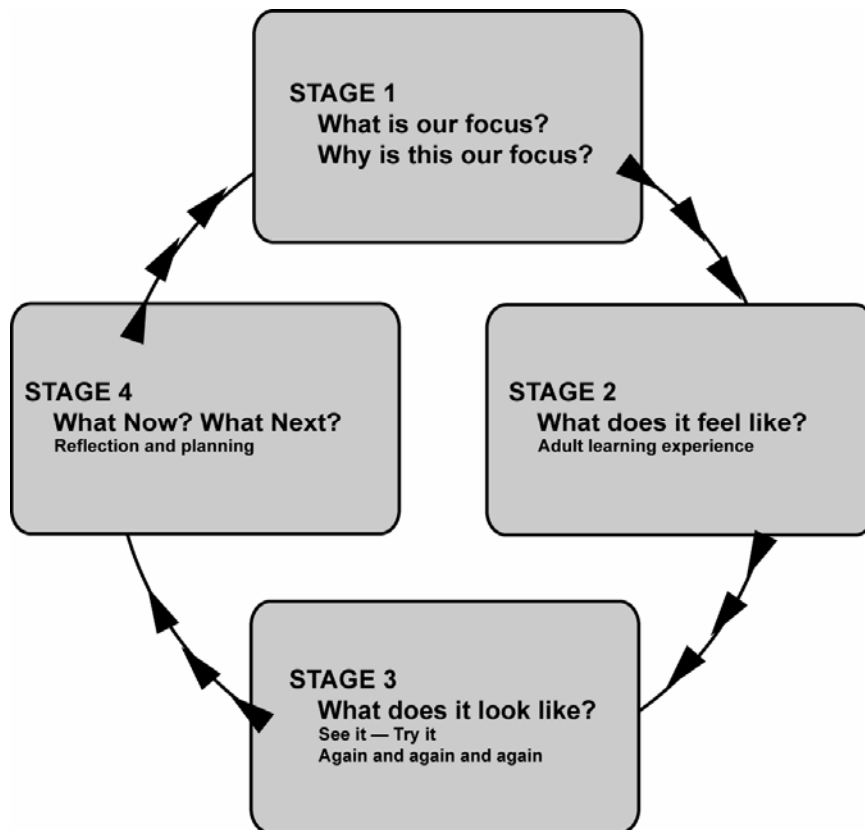 STAGE 1
What is our focus?
Why is this our focus?
STAGE 2
What does it feel like?
Adult learning experience
STAGE 3
What does it look like?
See it — Try it
Again and again and again
STAGE 4
What Now? What Next?
Reflection and planning